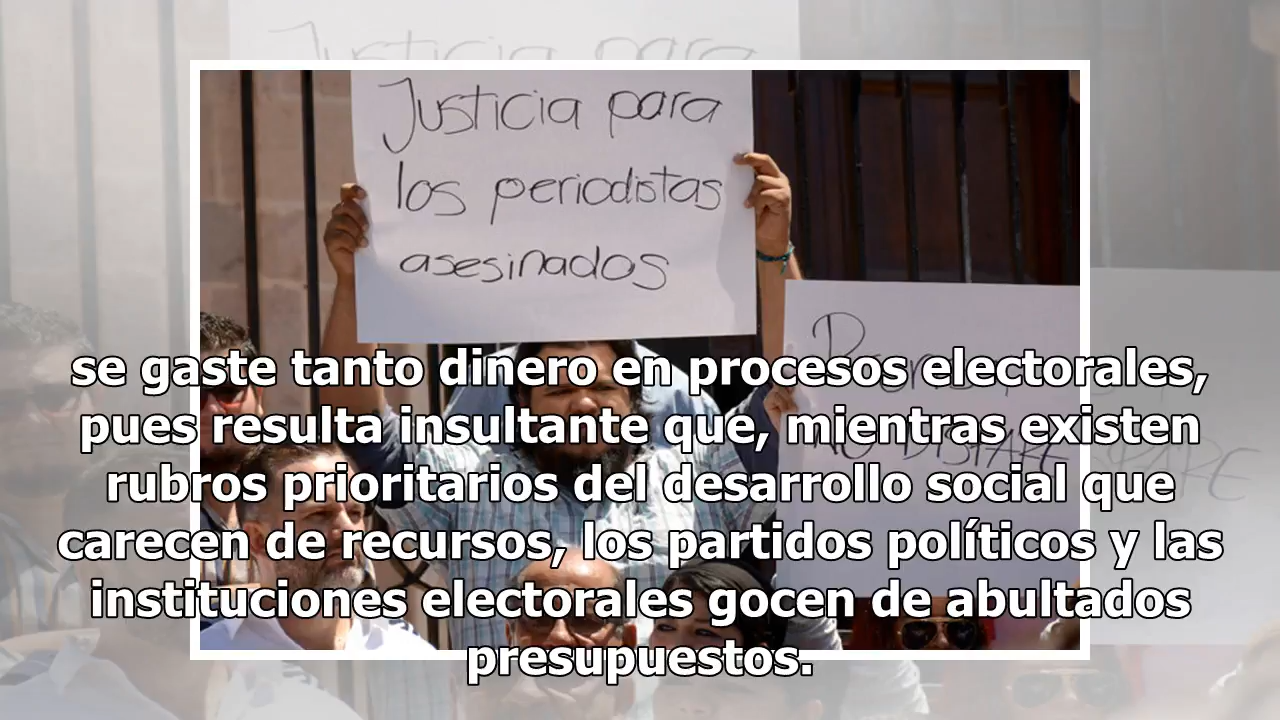 Justicia para
los periodistas
asesinados
se gaste tanto dinero en procesos electorales,
pues resulta insultante que, mientras existen
rubros prioritarios del desarrollo social que
carecen de recursos, los partidos políticos y las
instituciones electorales gocen de abultados
presupuestos.